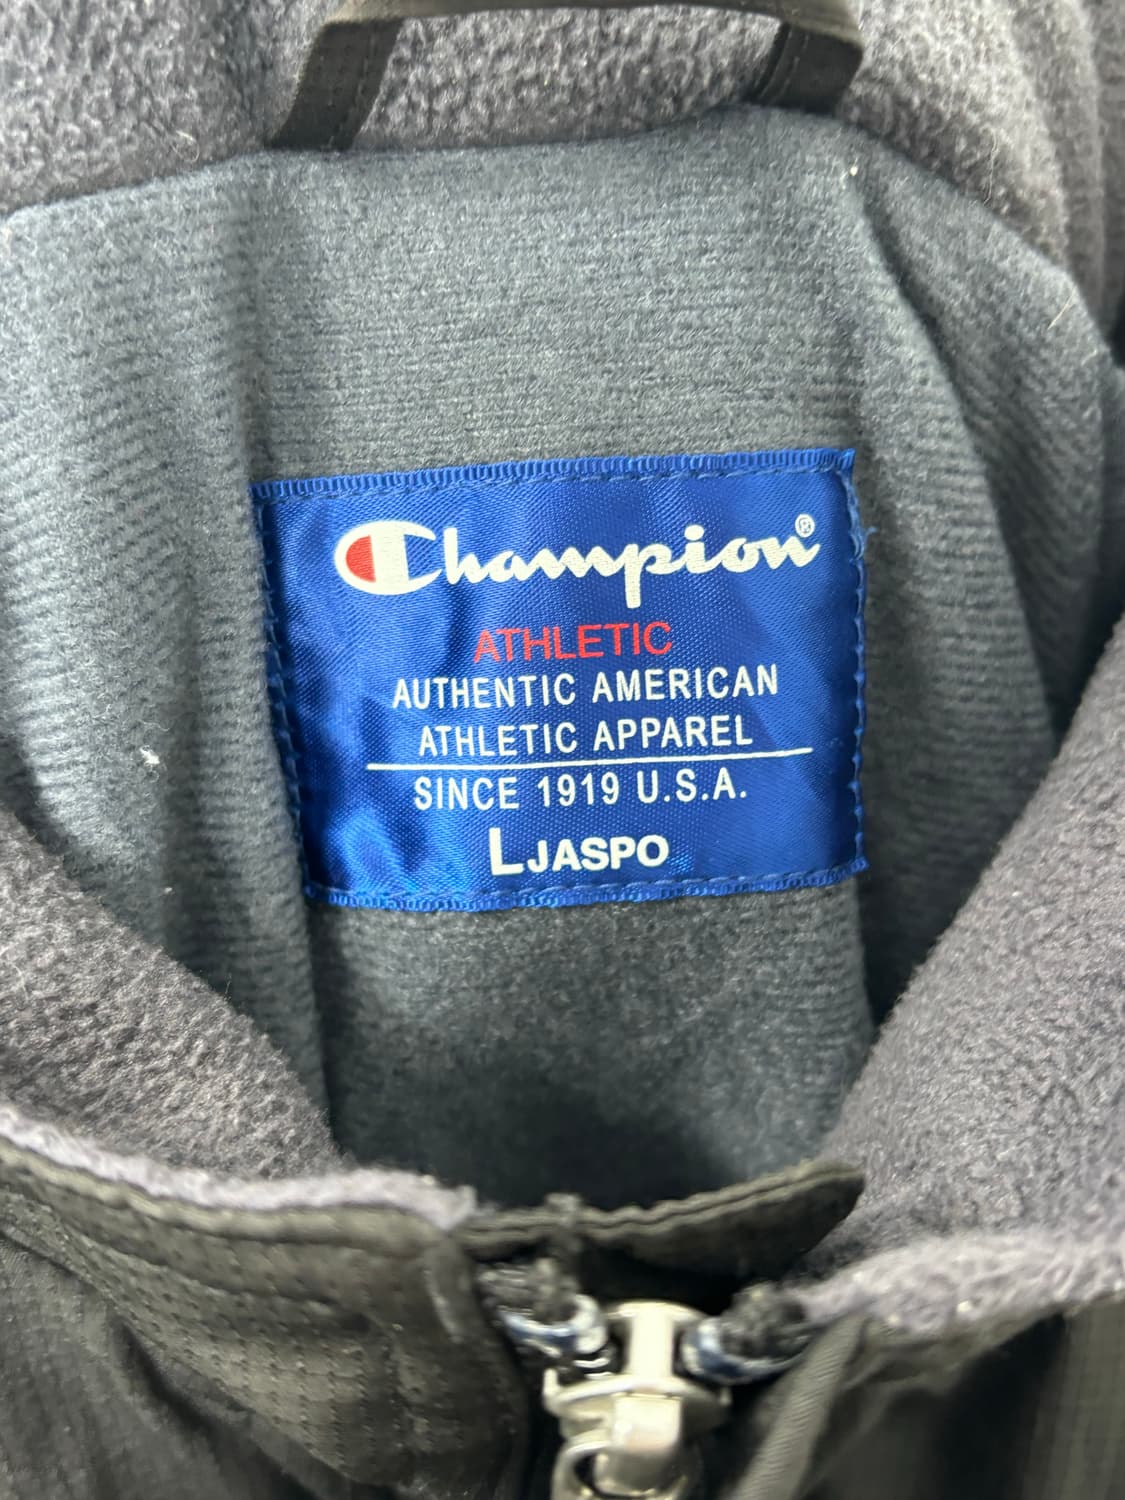 Champion®
ATHLETIC
AUTHENTIC AMERICAN
ATHLETIC APPAREL
SINCE 1919 U.S.A.
L JASPO